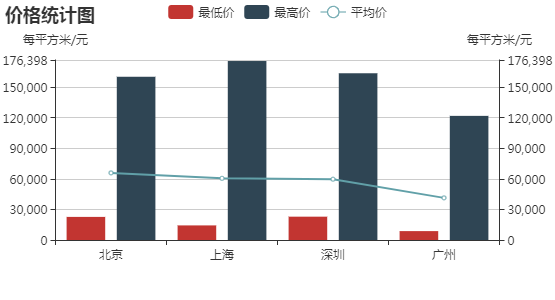 价格统计图
最低价 最高价 平均价
每平方米/元 每平方米/元
176,398 176,398
150,000 150,000
120,000 120,000
90,000 90,000
60,000 60,000
30,000 30,000
0 0
北京 上海 深圳 广州